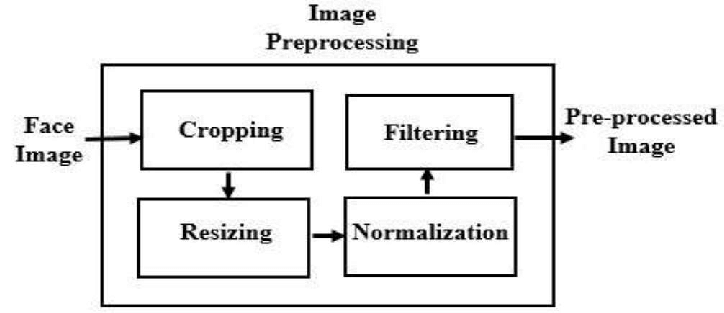 Image
Preprocessing
Face
Image
Cropping
Filtering
Pre-processed
Image
Resizing
Normalization